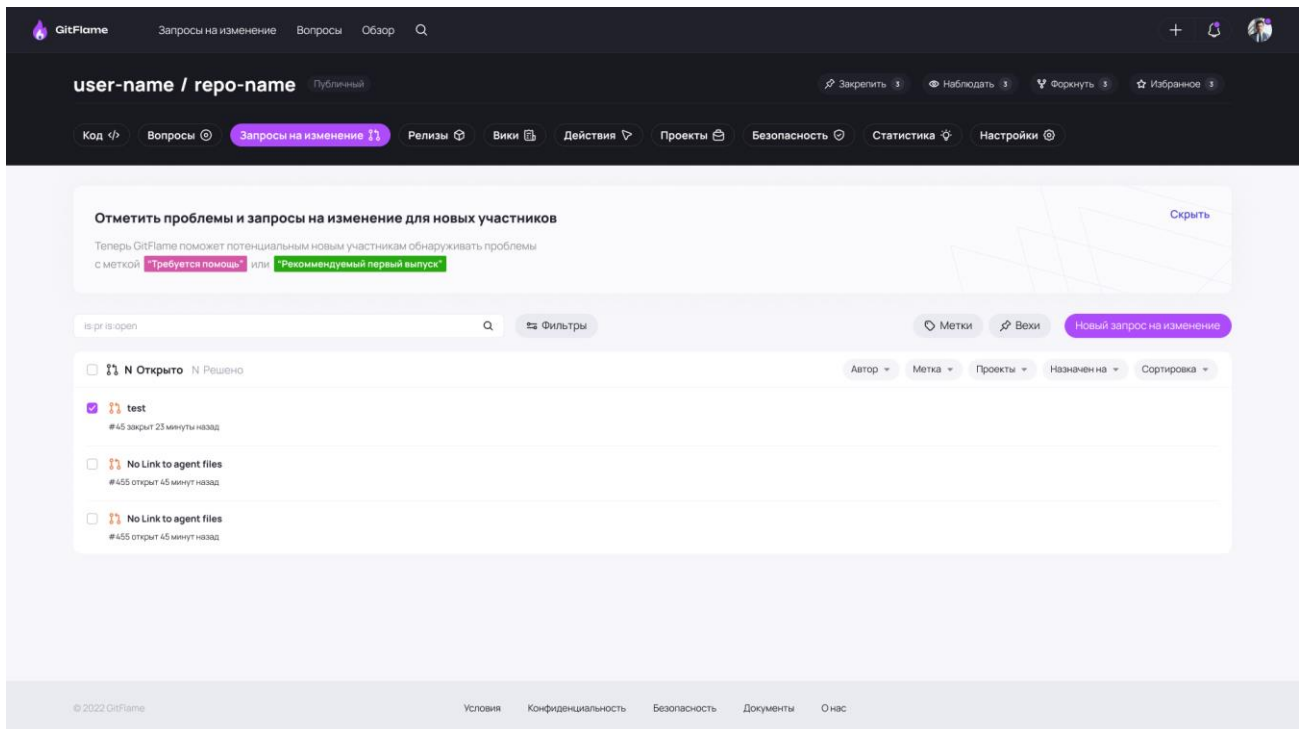 GitFlame Запросы на изменение Вопросы Обзор
user-name / repo-name Публичный Закрепить 3 Наблюдать 3 Форкнуть 3 Избранное 3
Код </> Вопросы Запросы на изменение Релизы Вики Действия Проекты Безопасность Статистика Настройки
Отметить проблемы и запросы на изменение для новых участников Скрыть
Теперь GitFlame поможет потенциальным новым участникам обнаруживать проблемы
с меткой "Требуется помощь" или "Рекоммендуемый первый выпуск"
is:pr is:open Фильтры Метки Вехи Новый запрос на изменение
N Открыто N Решено Автор Метка Проекты Назначен на Сортировка
test
#45 закрыт 23 минуты назад
No Link to agent files
#455 открыт 45 минут назад
No Link to agent files
#455 открыт 45 минут назад
© 2022 GitFlame Условия Конфиденциальность Безопасность Документы О нас